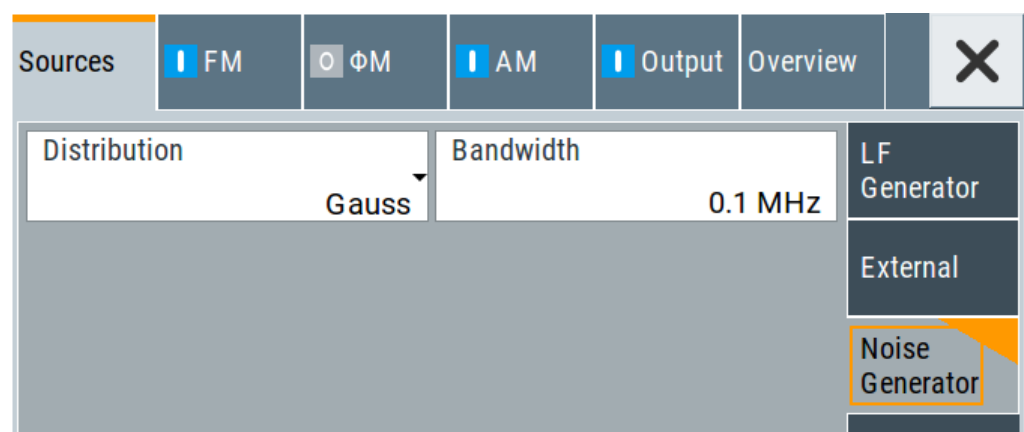 Sources
FM
ΦM
AM
Output
Overview
Distribution
Gauss
Bandwidth
0.1 MHz
LF
Generator
External
Noise
Generator